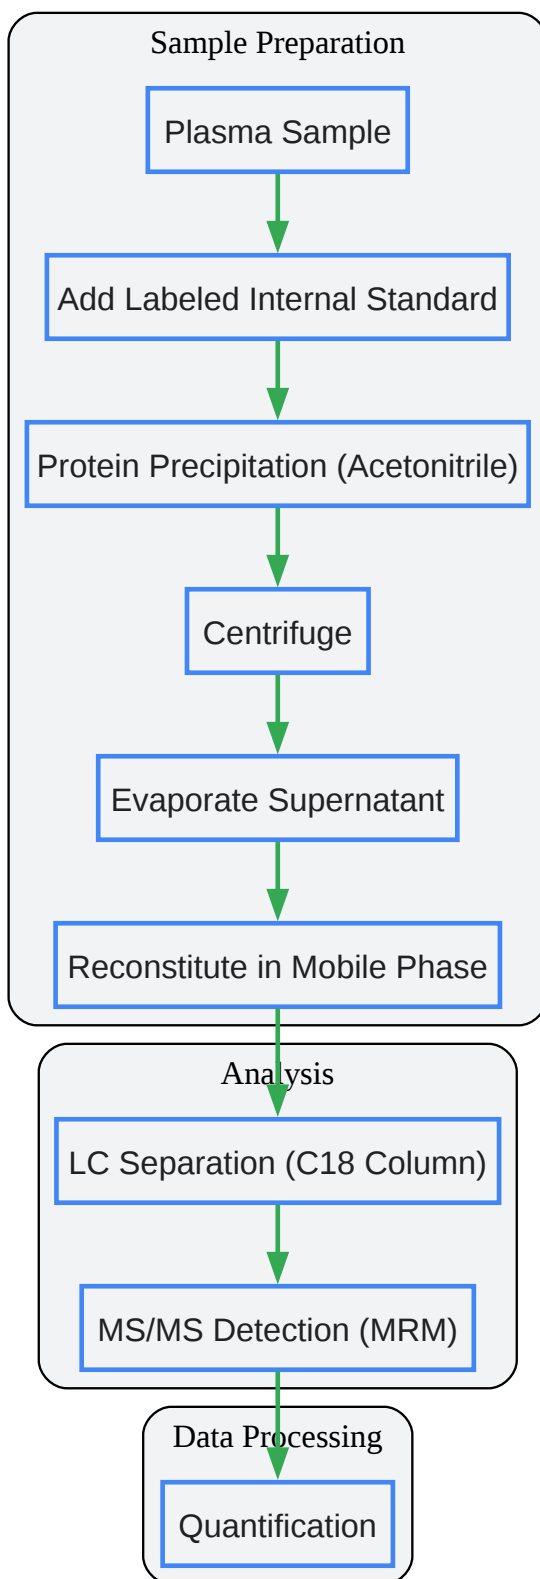 Sample Preparation
Plasma Sample
Add Labeled Internal Standard
Protein Precipitation (Acetonitrile)
Centrifuge
Evaporate Supernatant
Reconstitute in Mobile Phase
Analysis
LC Separation (C18 Column)
MS/MS Detection (MRM)
Data Processing
Quantification